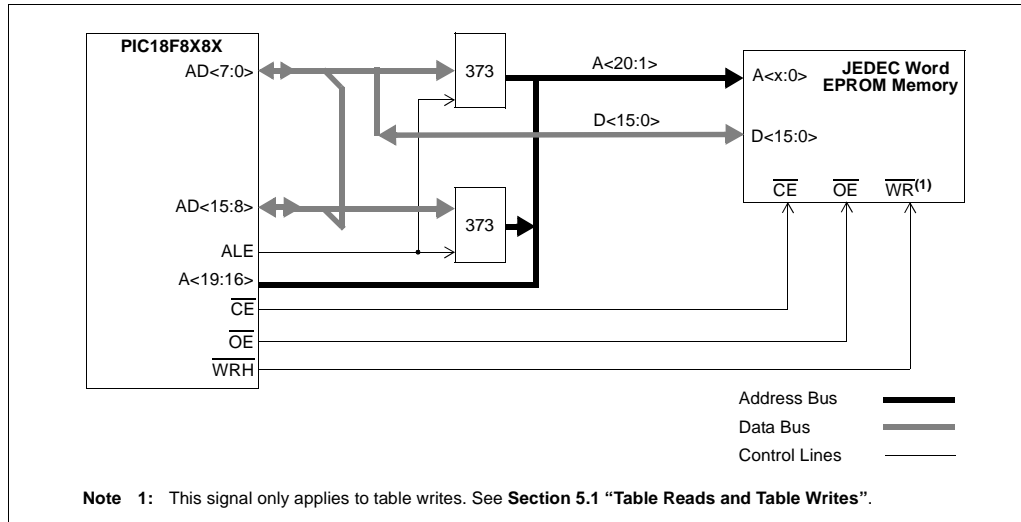 PIC18F8X8X
AD<7:0>
373
A<20:1>
A<x:0>
JEDEC Word
EPROM Memory
D<15:0>
D<15:0>
CE
OE
WR(1)
AD<15:8>
373
ALE
A<19:16>
CE
OE
WRH
Address Bus
Data Bus
Control Lines
Note 1: This signal only applies to table writes. See Section 5.1 “Table Reads and Table Writes”.